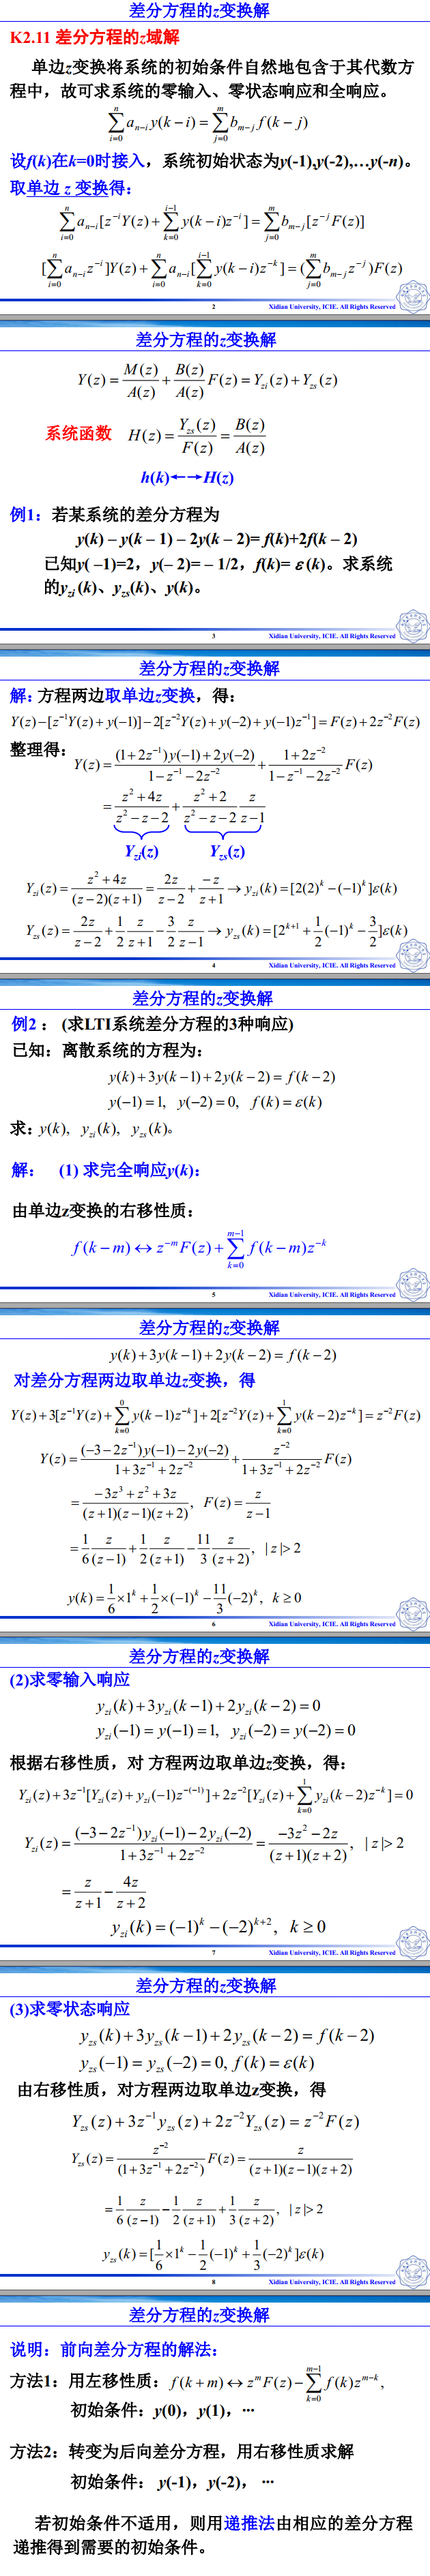 差分方程的z变换解
K2.11 差分方程的z域解
单边z变换将系统的初始条件自然地包含于其代数方
程中，故可求系统的零输入、零状态响应和全响应。
\sum_{i=0}^{n} a_{n-i} y(k-i) = \sum_{j=0}^{m} b_{m-j} f(k-j)
设f(k)在k=0时接入，系统初始状态为y(-1),y(-2),…y(-n)。
取单边 z 变换得：
\sum_{i=0}^{n} a_{n-i}[z^{-i}Y(z) + \sum_{k=0}^{i-1} y(k-i)z^{-i}] = \sum_{j=0}^{m} b_{m-j}[z^{-j}F(z)]
[\sum_{i=0}^{n} a_{n-i}z^{-i}]Y(z) + \sum_{i=0}^{n} a_{n-i}[\sum_{k=0}^{i-1} y(k-i)z^{-k}] = (\sum_{j=0}^{m} b_{m-j}z^{-j})F(z)
2 Xidian University, ICIE. All Rights Reserved
差分方程的z变换解
Y(z) = \frac{M(z)}{A(z)} + \frac{B(z)}{A(z)}F(z) = Y_{zi}(z) + Y_{zs}(z)
系统函数 H(z) = \frac{Y_{zs}(z)}{F(z)} = \frac{B(z)}{A(z)}
h(k)←→H(z)
例1：若某系统的差分方程为
y(k) – y(k – 1) – 2y(k – 2)= f(k)+2f(k – 2)
已知y( –1)=2，y(– 2)= – 1/2，f(k)= ε(k)。求系统
的y_{zi}(k)、y_{zs}(k)、y(k)。
3 Xidian University, ICIE. All Rights Reserved
差分方程的z变换解
解: 方程两边取单边z变换，得：
Y(z)-[z^{-1}Y(z)+y(-1)]-2[z^{-2}Y(z)+y(-2)+y(-1)z^{-1}]=F(z)+2z^{-2}F(z)
整理得: Y(z) = \frac{(1+2z^{-1})y(-1)+2y(-2)}{1-z^{-1}-2z^{-2}} + \frac{1+2z^{-2}}{1-z^{-1}-2z^{-2}}F(z)
= \frac{z^2+4z}{z^2-z-2} + \frac{z^2+2}{z^2-z-2}\frac{z}{z-1}
Y_{zi}(z) Y_{zs}(z)
Y_{zi}(z) = \frac{z^2+4z}{(z-2)(z+1)} = \frac{2z}{z-2} + \frac{-z}{z+1} → y_{zi}(k)=[2(2)^k-(-1)^k]ε(k)
Y_{zs}(z) = \frac{2z}{z-2} + \frac{1}{2}\frac{z}{z+1} - \frac{3}{2}\frac{z}{z-1} → y_{zs}(k)=[2^{k+1}+\frac{1}{2}(-1)^k-\frac{3}{2}]ε(k)
4 Xidian University, ICIE. All Rights Reserved
差分方程的z变换解
例2 ： (求LTI系统差分方程的3种响应)
已知：离散系统的方程为：
y(k)+3y(k-1)+2y(k-2)=f(k-2)
y(-1)=1, y(-2)=0, f(k)=ε(k)
求：y(k), y_{zi}(k), y_{zs}(k)。
解： (1) 求完全响应y(k)：
由单边z变换的右移性质：
f(k-m)↔z^{-m}F(z)+\sum_{k=0}^{m-1} f(k-m)z^{-k}
5 Xidian University, ICIE. All Rights Reserved
差分方程的z变换解
y(k)+3y(k-1)+2y(k-2)=f(k-2)
对差分方程两边取单边z变换，得
Y(z)+3[z^{-1}Y(z)+\sum_{k=0}^{0} y(k-1)z^{-k}]+2[z^{-2}Y(z)+\sum_{k=0}^{1} y(k-2)z^{-k}]=z^{-2}F(z)
Y(z) = \frac{(-3-2z^{-1})y(-1)-2y(-2)}{1+3z^{-1}+2z^{-2}} + \frac{z^{-2}}{1+3z^{-1}+2z^{-2}}F(z)
= \frac{-3z^3+z^2+3z}{(z+1)(z-1)(z+2)}, F(z)=\frac{z}{z-1}
= \frac{1}{6}\frac{z}{(z-1)} + \frac{1}{2}\frac{z}{(z+1)} - \frac{11}{3}\frac{z}{(z+2)}, |z|>2
y(k)=\frac{1}{6}×1^k+\frac{1}{2}×(-1)^k-\frac{11}{3}(-2)^k, k≥0
6 Xidian University, ICIE. All Rights Reserved
差分方程的z变换解
(2)求零输入响应
y_{zi}(k)+3y_{zi}(k-1)+2y_{zi}(k-2)=0
y_{zi}(-1)=y(-1)=1, y_{zi}(-2)=y(-2)=0
根据右移性质，对 方程两边取单边z变换，得：
Y_{zi}(z)+3z^{-1}[Y_{zi}(z)+y_{zi}(-1)z^{-(-1)}]+2z^{-2}[Y_{zi}(z)+\sum_{k=0}^{1} y_{zi}(k-2)z^{-k}]=0
Y_{zi}(z) = \frac{(-3-2z^{-1})y_{zi}(-1)-2y_{zi}(-2)}{1+3z^{-1}+2z^{-2}} = \frac{-3z^2-2z}{(z+1)(z+2)}, |z|>2
= \frac{z}{z+1} - \frac{4z}{z+2}
y_{zi}(k)=(-1)^k-(-2)^{k+2}, k≥0
7 Xidian University, ICIE. All Rights Reserved
差分方程的z变换解
(3)求零状态响应
y_{zs}(k)+3y_{zs}(k-1)+2y_{zs}(k-2)=f(k-2)
y_{zs}(-1)=y_{zs}(-2)=0, f(k)=ε(k)
由右移性质，对方程两边取单边z变换，得
Y_{zs}(z)+3z^{-1}y_{zs}(z)+2z^{-2}Y_{zs}(z)=z^{-2}F(z)
Y_{zs}(z) = \frac{z^{-2}}{(1+3z^{-1}+2z^{-2})}F(z) = \frac{z}{(z+1)(z-1)(z+2)}
= \frac{1}{6}\frac{z}{(z-1)} - \frac{1}{2}\frac{z}{(z+1)} + \frac{1}{3}\frac{z}{(z+2)}, |z|>2
y_{zs}(k)=[\frac{1}{6}×1^k-\frac{1}{2}(-1)^k+\frac{1}{3}(-2)^k]ε(k)
8 Xidian University, ICIE. All Rights Reserved
差分方程的z变换解
说明：前向差分方程的解法：
方法1：用左移性质：f(k+m)↔z^mF(z)-\sum_{k=0}^{m-1} f(k)z^{m-k},
初始条件：y(0)，y(1)，…
方法2：转变为后向差分方程，用右移性质求解
初始条件： y(-1)，y(-2)， …
若初始条件不适用，则用递推法由相应的差分方程
递推得到需要的初始条件。